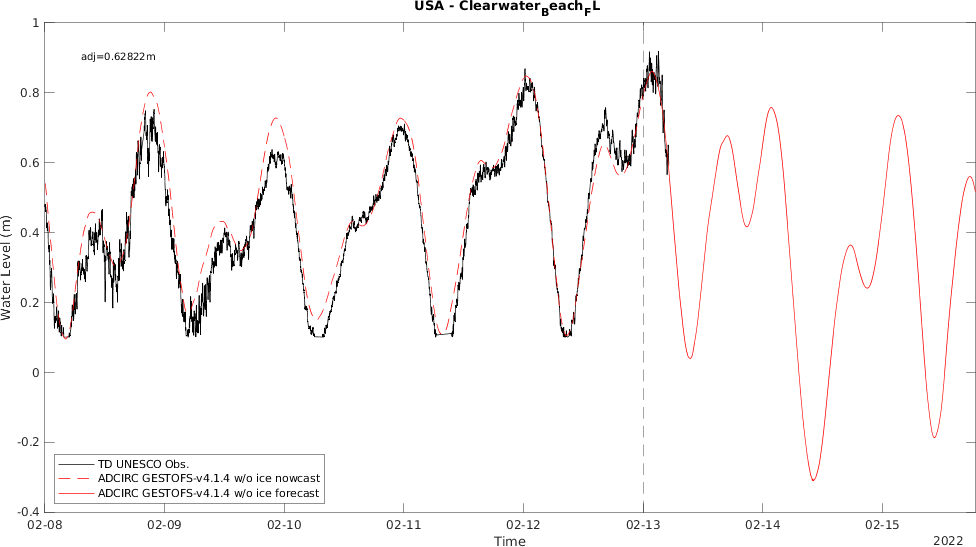 USA - ClearwaterBeachFL
adj=0.62822m
1
0.8
0.6
0.4
0.2
0
-0.2
-0.4
Water Level (m)
TD UNESCO Obs.
ADCIRC GESTOFS-v4.1.4 w/o ice nowcast
ADCIRC GESTOFS-v4.1.4 w/o ice forecast
02-08 02-09 02-10 02-11 02-12 02-13 02-14 02-15
Time
2022